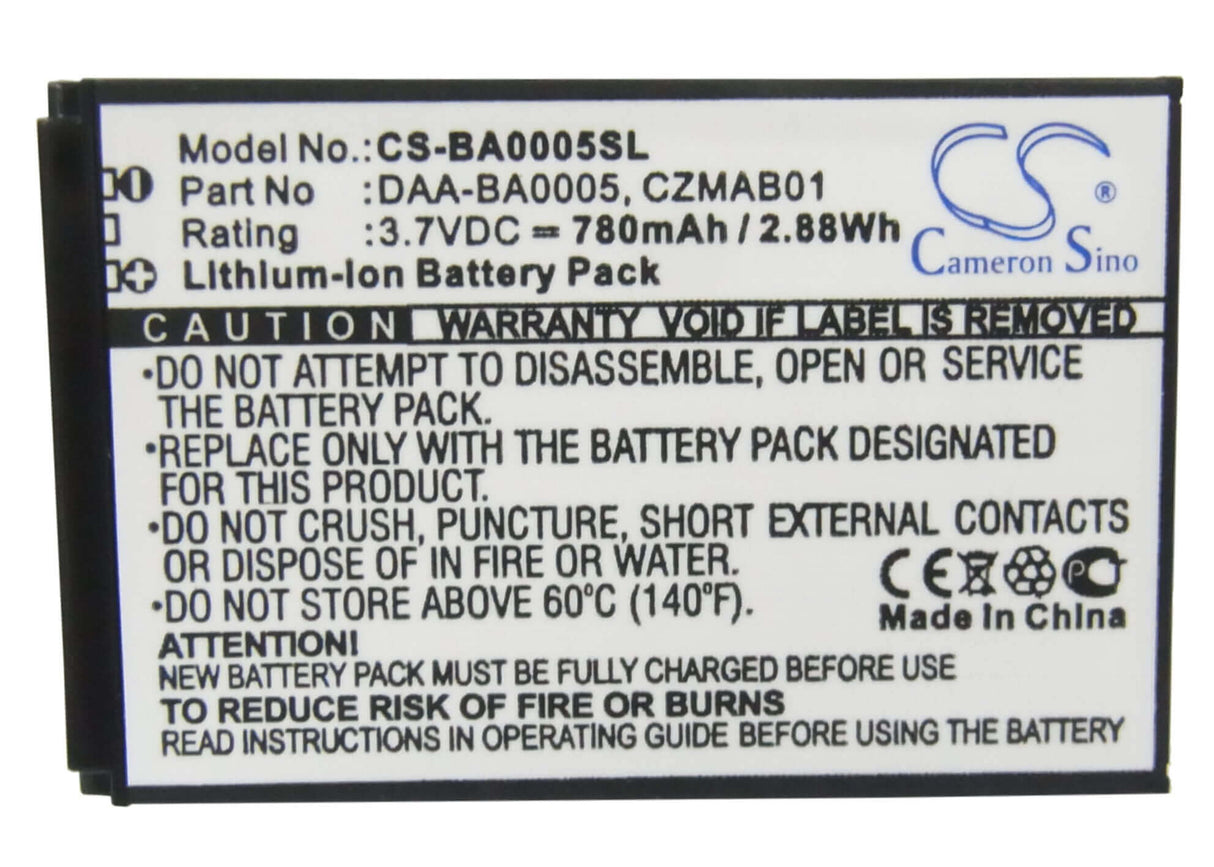 Model No.:CS-BA0005SL
Part No :DAA-BA0005, CZMAB01
Rating :3.7VDC ⎓ 780mAh / 2.88Wh
Lithium-Ion Battery Pack
CS ®
Cameron Sino
CAUTION WARRANTY VOID IF LABEL IS REMOVED
•DO NOT ATTEMPT TO DISASSEMBLE, OPEN OR SERVICE
THE BATTERY PACK.
•REPLACE ONLY WITH THE BATTERY PACK DESIGNATED
FOR THIS PRODUCT.
•DO NOT CRUSH, PUNCTURE, SHORT EXTERNAL CONTACTS
OR DISPOSE OF IN FIRE OR WATER.
•DO NOT STORE ABOVE 60°C (140°F).
CE PC
Made In China
ATTENTION!
NEW BATTERY PACK MUST BE FULLY CHARGED BEFORE USE
TO REDUCE RISK OF FIRE OR BURNS
READ INSTRUCTIONS IN OPERATING GUIDE BEFORE USING THE BATTERY